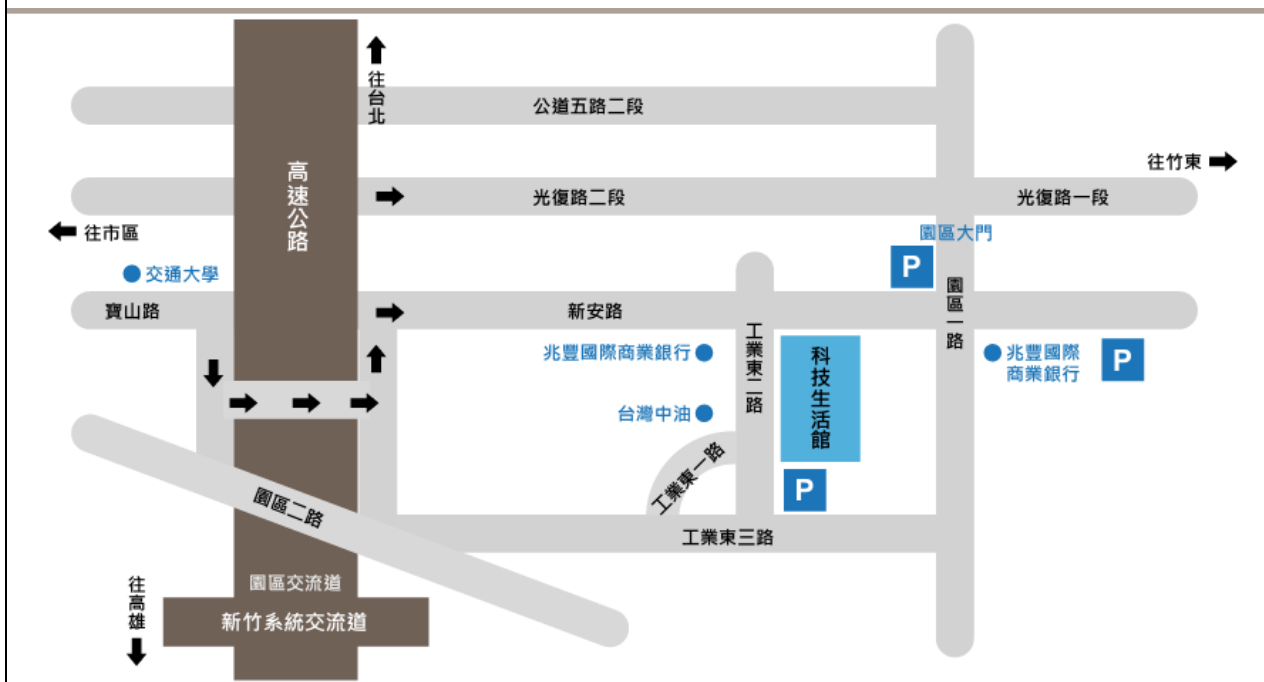 往台北
公道五路二段
往竹東
高速公路
光復路二段
光復路一段
往市區
園區大門
P
交通大學
園區一路
寶山路
新安路
兆豐國際商業銀行
工業東二路
科技生活館
兆豐國際
商業銀行
P
台灣中油
工業東一路
P
園區二路
工業東三路
往高雄
園區交流道
新竹系統交流道